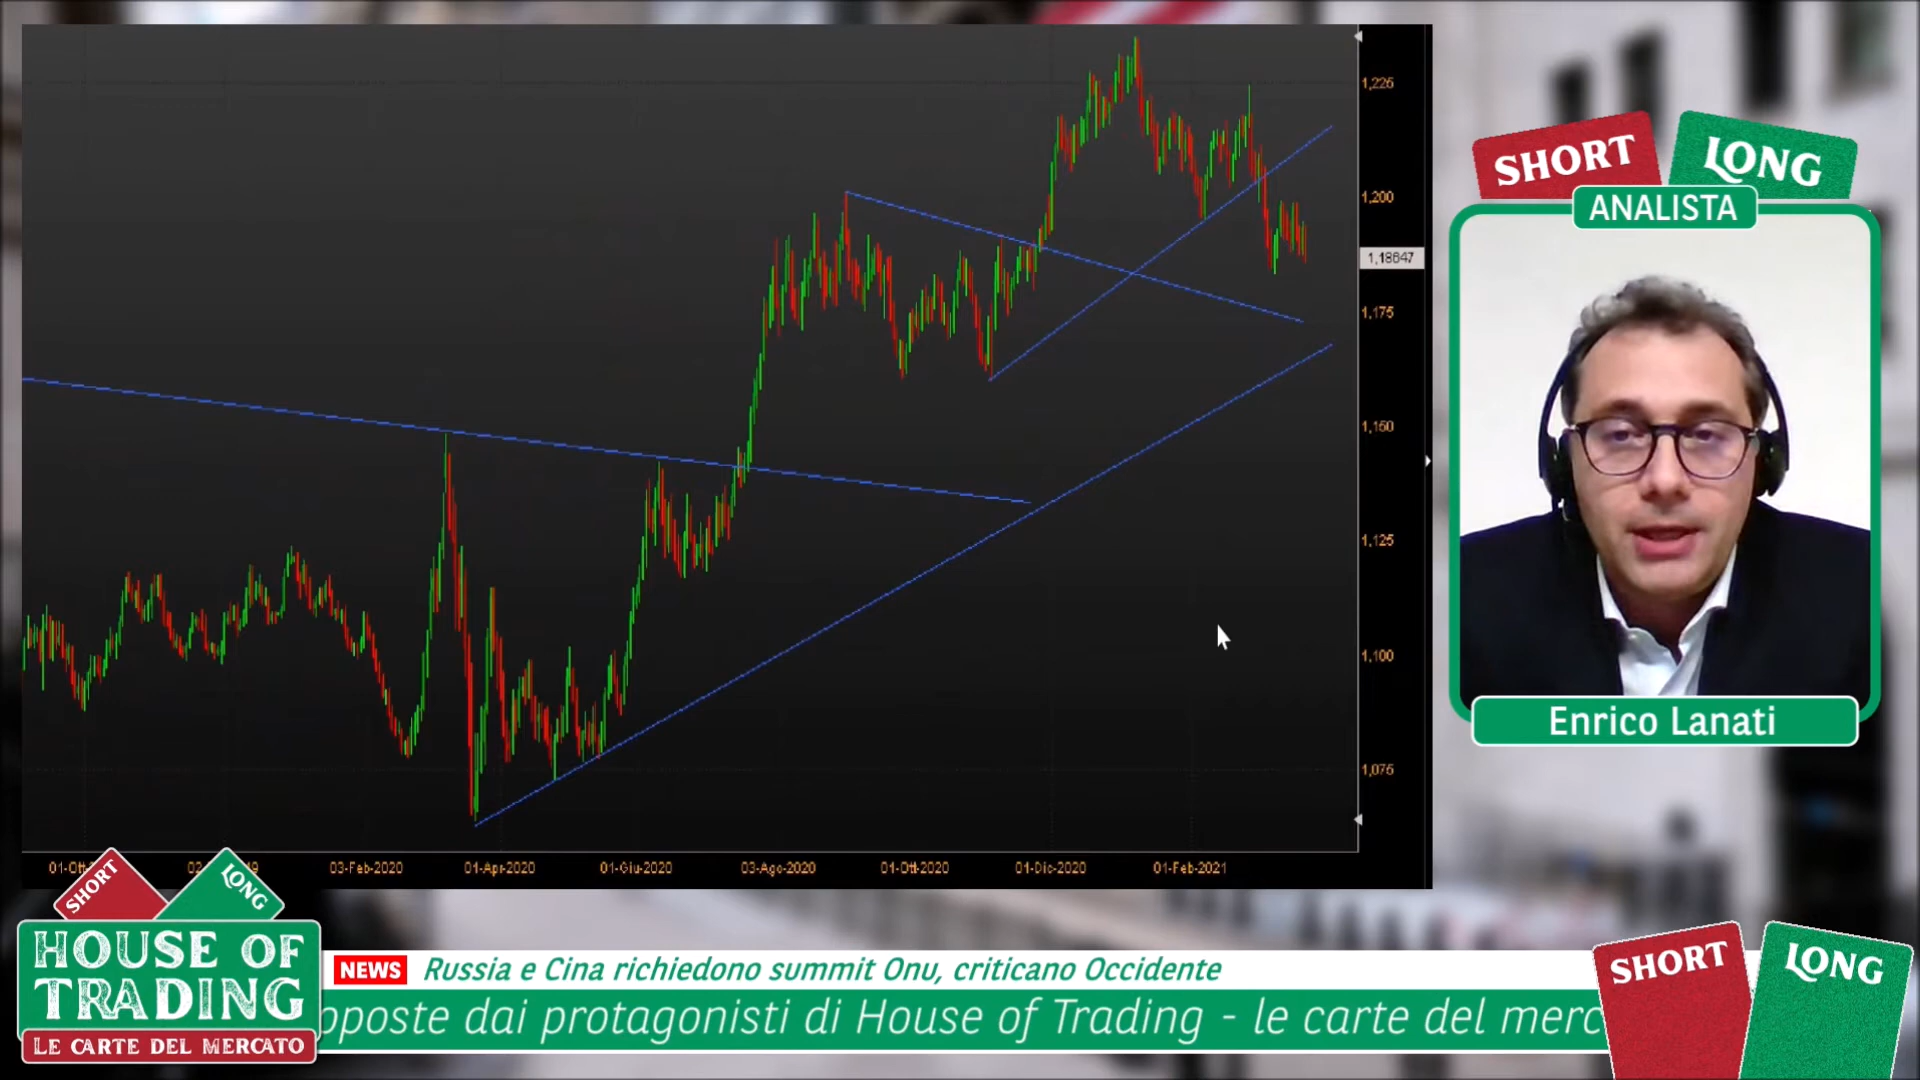 1,225
1,200
1,18647
1,175
1,150
1,125
1,100
1,075
03-Feb-2020
01-Apr-2020
01-Giu-2020
03-Ago-2020
01-Ott-2020
01-Dic-2020
01-Feb-2021
SHORT
LONG
ANALISTA
Enrico Lanati
SHORT
LONG
HOUSE OF
TRADING
LE CARTE DEL MERCATO
NEWS Russia e Cina richiedono summit Onu, criticano Occidente
pposte dai protagonisti di House of Trading - le carte del merc
SHORT
LONG